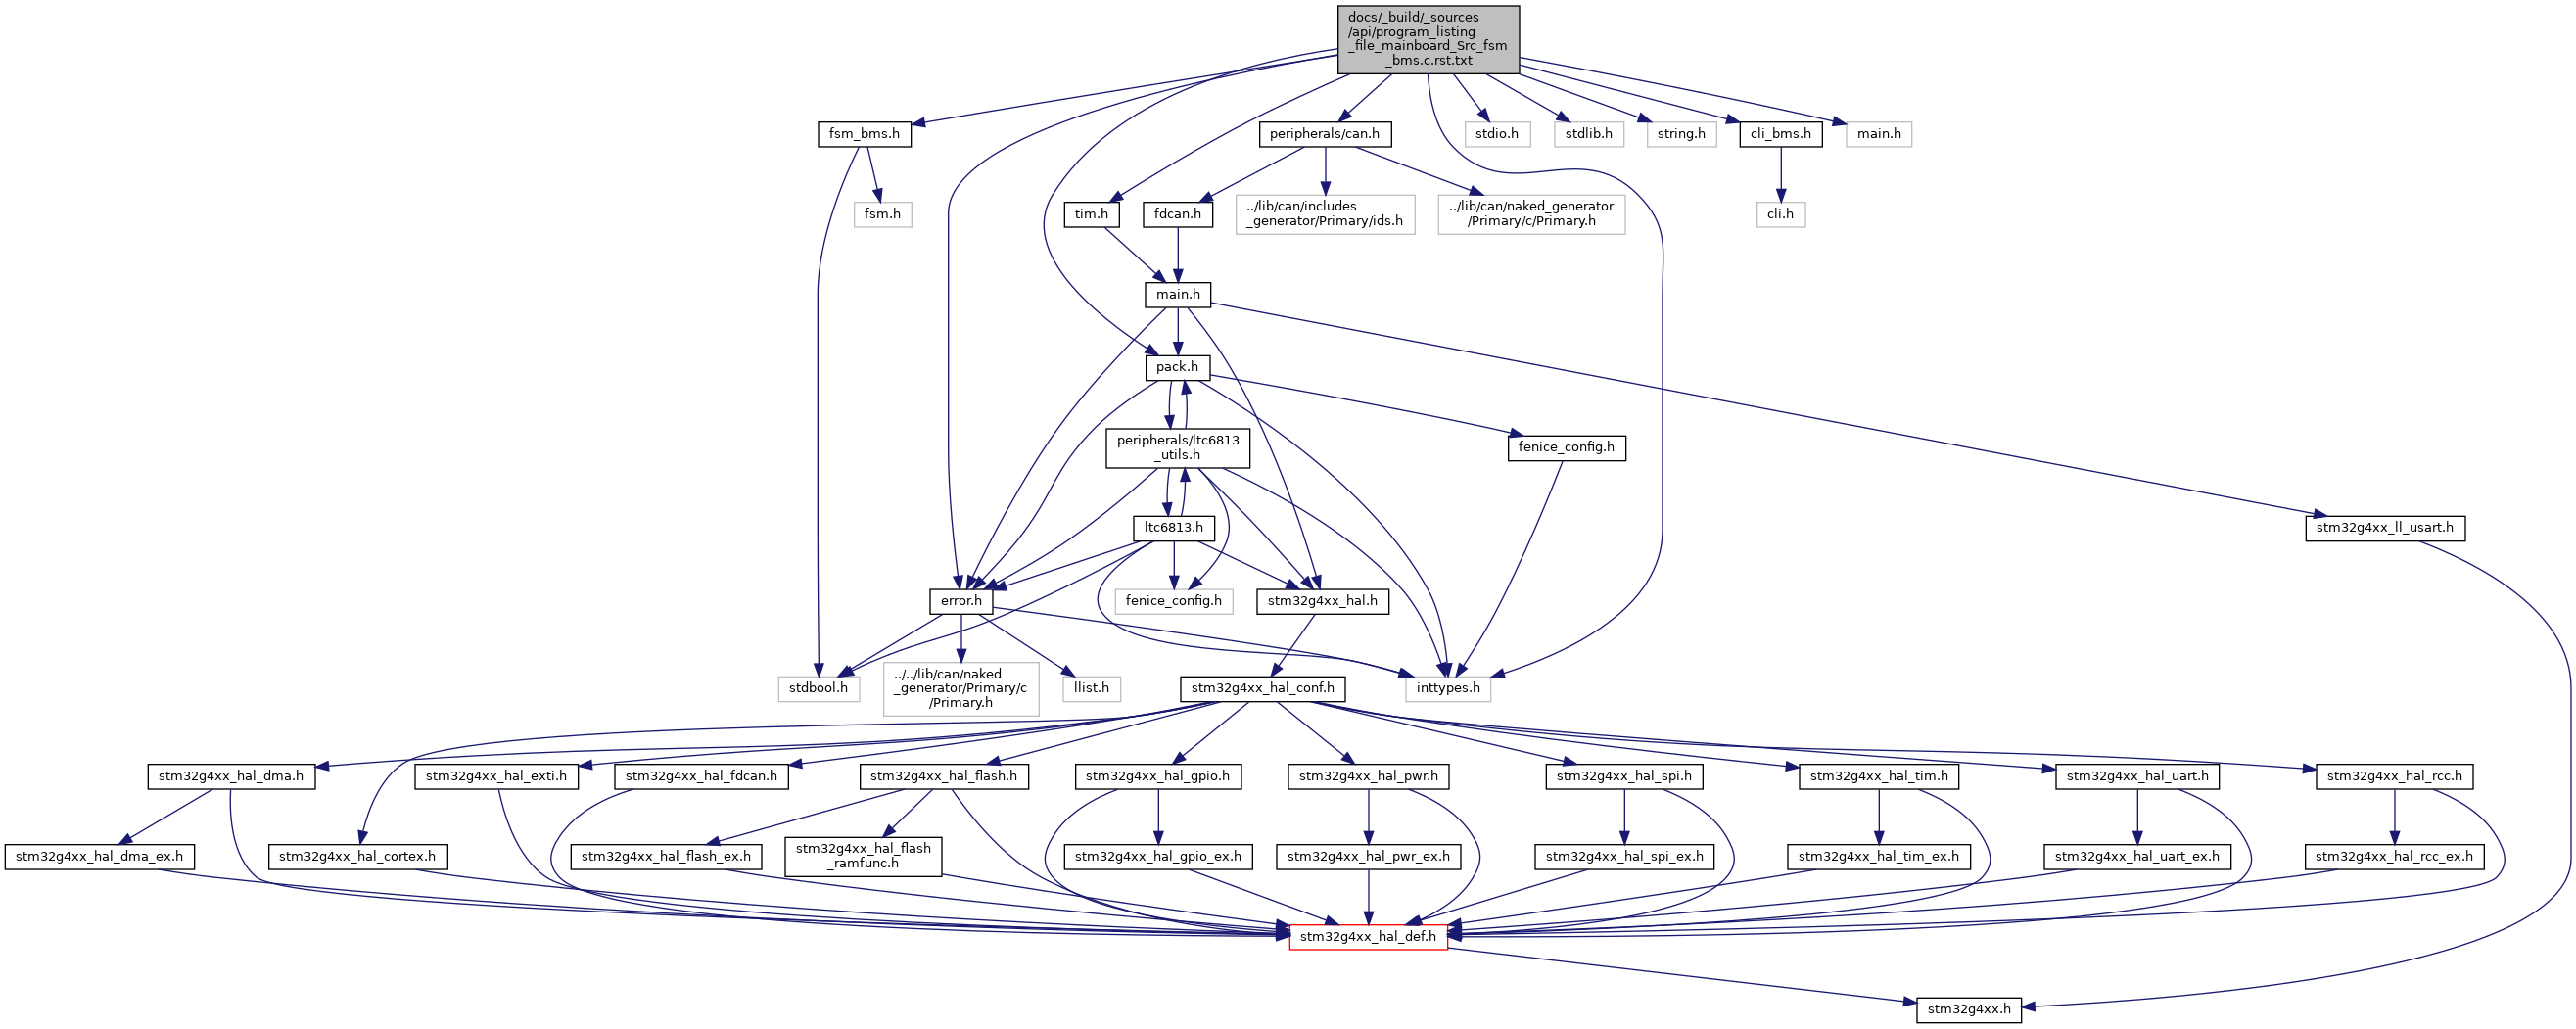 docs/_build/_sources
/api/program_listing
_file_mainboard_Src_fsm
_bms.c.rst.txt
fsm_bms.h
peripherals/can.h
stdio.h
stdlib.h
string.h
cli_bms.h
main.h
fsm.h
tim.h
fdcan.h
../lib/can/includes
_generator/Primary/ids.h
../lib/can/naked_generator
/Primary/c/Primary.h
cli.h
main.h
pack.h
peripherals/ltc6813
_utils.h
fenice_config.h
ltc6813.h
stm32g4xx_ll_usart.h
error.h
fenice_config.h
stm32g4xx_hal.h
stdbool.h
../../lib/can/naked
_generator/Primary/c
/Primary.h
llist.h
stm32g4xx_hal_conf.h
inttypes.h
stm32g4xx_hal_dma.h
stm32g4xx_hal_exti.h
stm32g4xx_hal_fdcan.h
stm32g4xx_hal_flash.h
stm32g4xx_hal_gpio.h
stm32g4xx_hal_pwr.h
stm32g4xx_hal_spi.h
stm32g4xx_hal_tim.h
stm32g4xx_hal_uart.h
stm32g4xx_hal_rcc.h
stm32g4xx_hal_dma_ex.h
stm32g4xx_hal_cortex.h
stm32g4xx_hal_flash_ex.h
stm32g4xx_hal_flash
_ramfunc.h
stm32g4xx_hal_gpio_ex.h
stm32g4xx_hal_pwr_ex.h
stm32g4xx_hal_spi_ex.h
stm32g4xx_hal_tim_ex.h
stm32g4xx_hal_uart_ex.h
stm32g4xx_hal_rcc_ex.h
stm32g4xx_hal_def.h
stm32g4xx.h